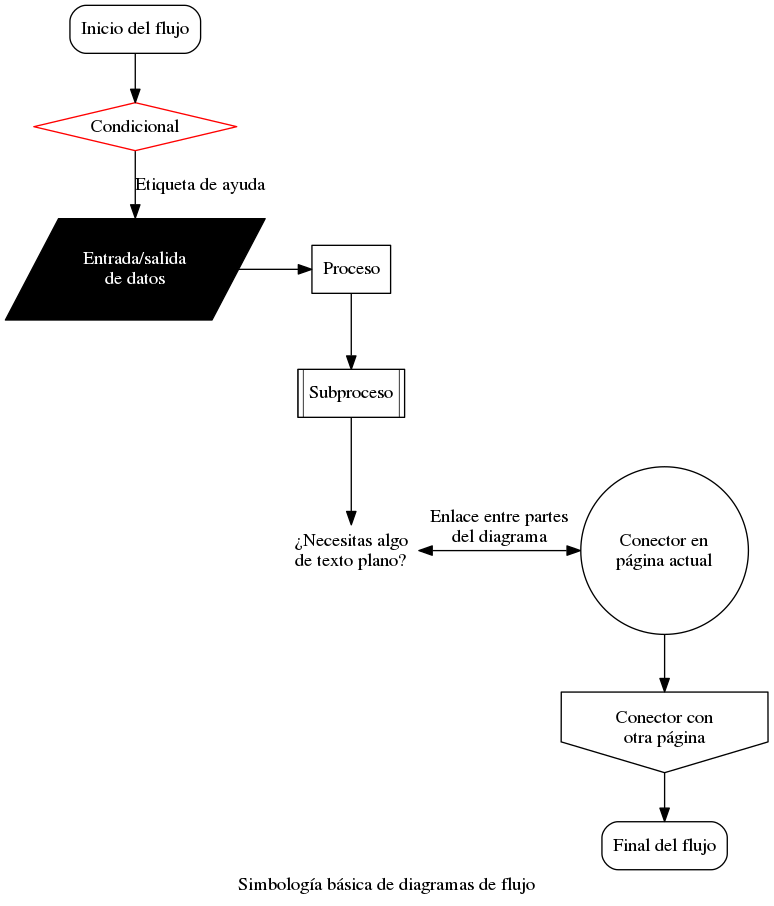 Inicio del flujo
Condicional
Etiqueta de ayuda
Entrada/salida
de datos
Proceso
Subproceso
¿Necesitas algo
de texto plano?
Enlace entre partes
del diagrama
Conector en
página actual
Conector con
otra página
Final del flujo
Simbología básica de diagramas de flujo